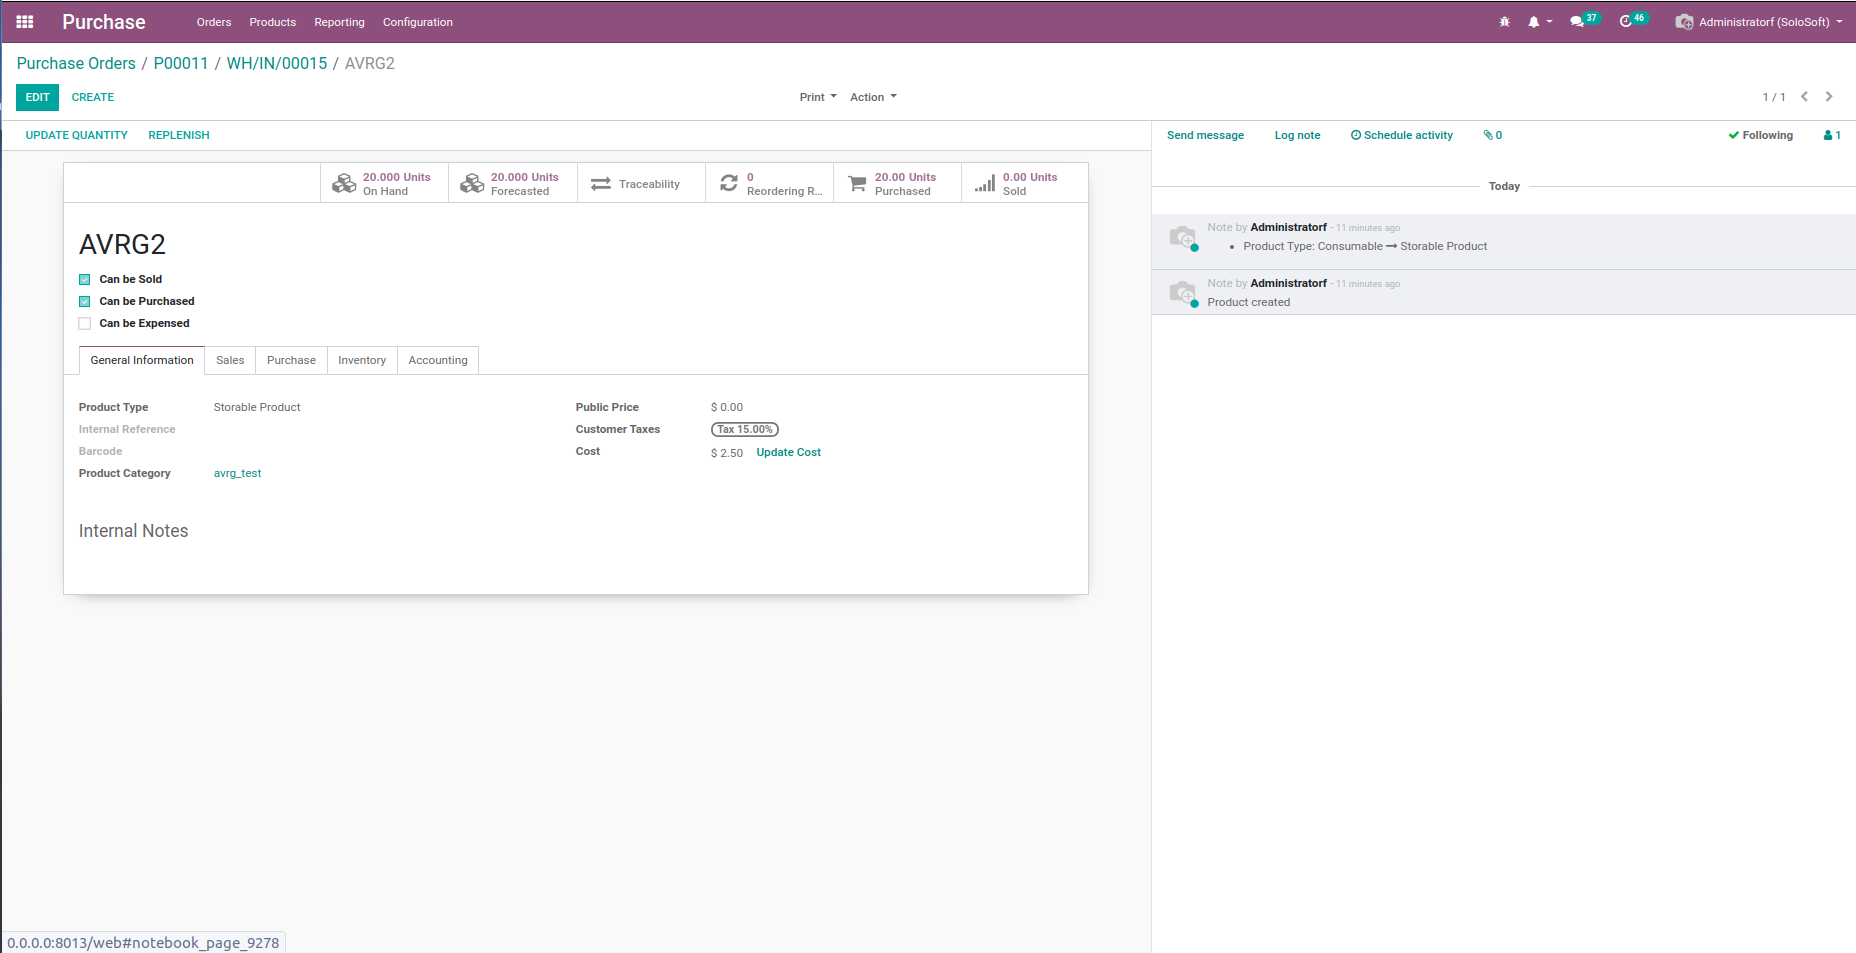 Purchase Orders Products Reporting Configuration 37 46 Administratorf (SoloSoft)
Purchase Orders / P00011 / WH/IN/00015 / AVRG2
EDIT CREATE Print Action 1 / 1
UPDATE QUANTITY REPLENISH
20.000 Units
On Hand
20.000 Units
Forecasted
Traceability
0
Reordering R...
20.00 Units
Purchased
0.00 Units
Sold
AVRG2
Can be Sold
Can be Purchased
Can be Expensed
General Information Sales Purchase Inventory Accounting
Product Type Storable Product
Internal Reference
Barcode
Product Category avrg_test
Public Price $ 0.00
Customer Taxes Tax 15.00%
Cost $ 2.50 Update Cost
Internal Notes
Send message Log note Schedule activity 0 Following 1
Today
Note by Administratorf - 11 minutes ago
• Product Type: Consumable → Storable Product
Note by Administratorf - 11 minutes ago
Product created
0.0.0.0:8013/web#notebook_page_9278